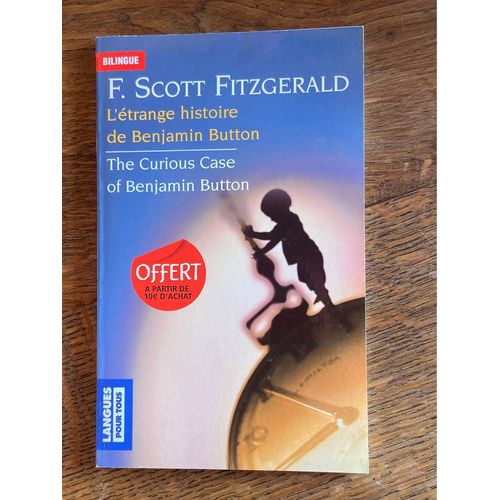 BILINGUE
F. SCOTT FITZGERALD
L'étrange histoire
de Benjamin Button
The Curious Case
of Benjamin Button
OFFERT
A PARTIR DE
10€ D'ACHAT
HAMILTON
LANGUES
POUR TOUS